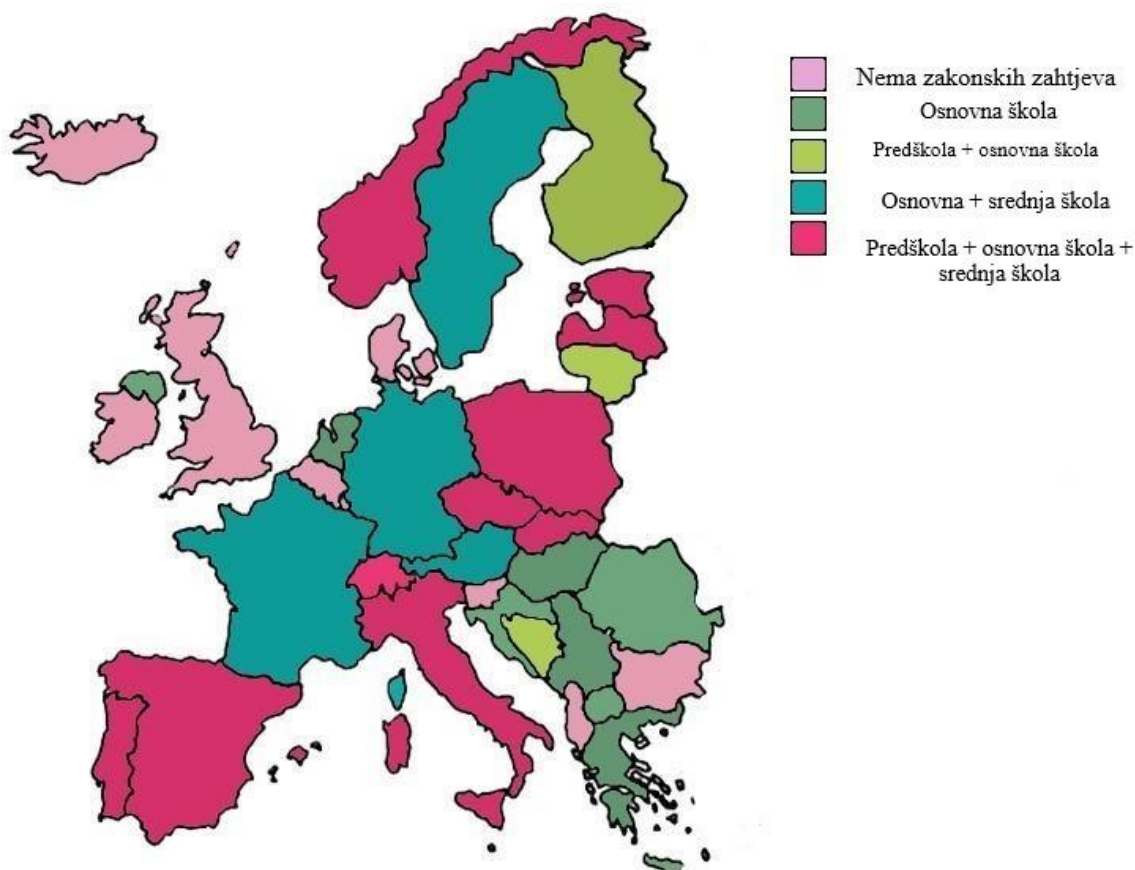 Nema zakonskih zahtjeva
Osnovna škola
Predškola + osnovna škola
Osnovna + srednja škola
Predškola + osnovna škola +
srednja škola